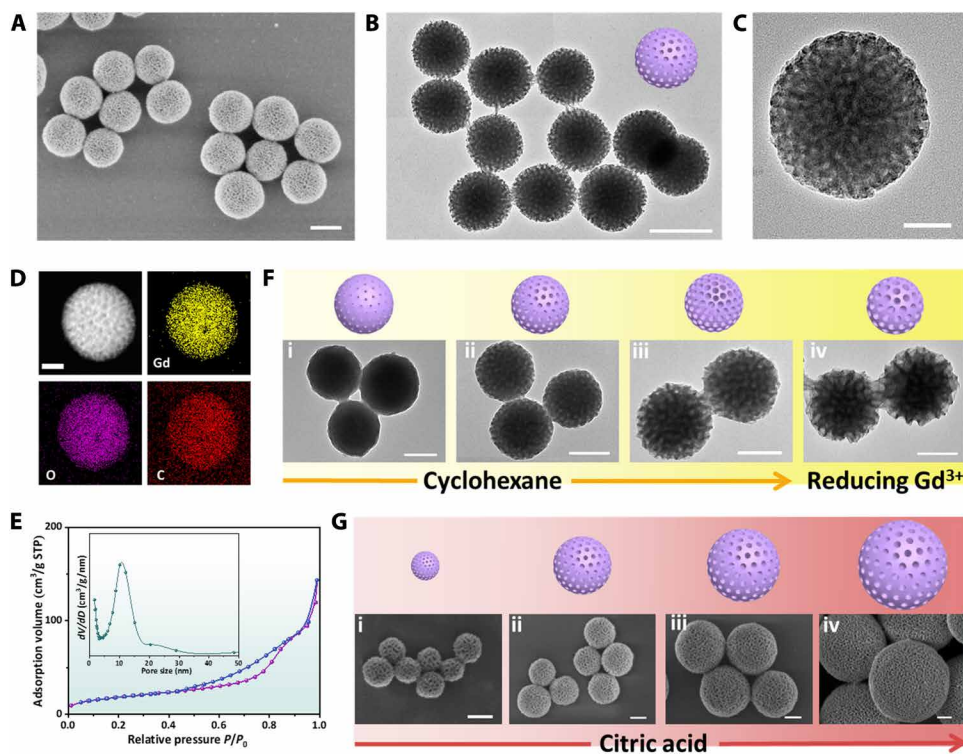 A
B
C
D
Gd
O
C
E
Adsorption volume (cm³/g STP)
200
150
100
50
0
dV/dD (cm³/g/nm)
0 10 20 30 40 50
Pore size (nm)
0.0 0.2 0.4 0.6 0.8 1.0
Relative pressure P/P₀
F
i
ii
iii
iv
Cyclohexane
Reducing Gd³⁺
G
i
ii
iii
iv
Citric acid